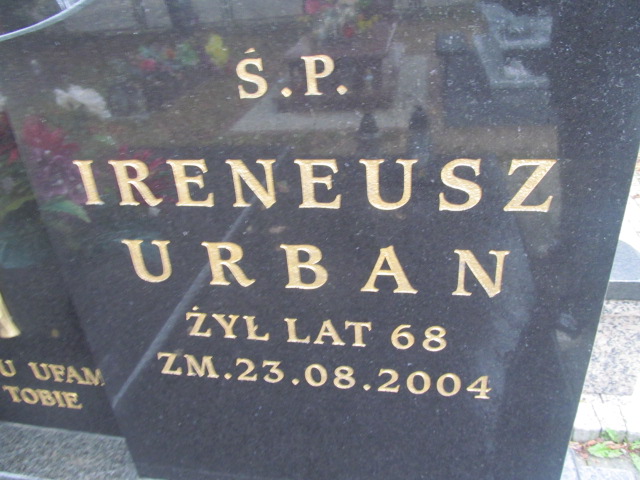 Ś.P.
IRENEUSZ
URBAN
ŻYŁ LAT 68
ZM.23.08.2004
U UFAM
TOBIE